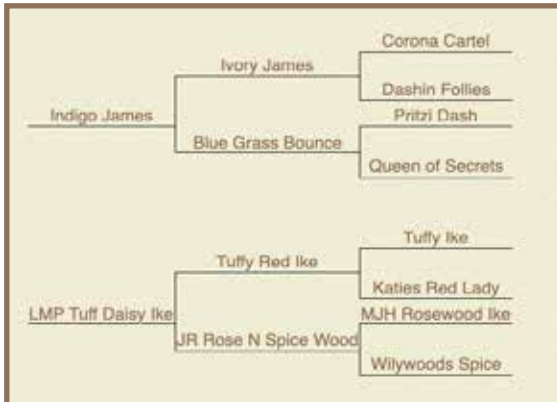 Corona Cartel
Ivory James
Dashin Follies
Indigo James
Pritzi Dash
Blue Grass Bounce
Queen of Secrets
Tuffy Ike
Tuffy Red Ike
Katies Red Lady
LMP Tuff Daisy Ike
MJH Rosewood Ike
JR Rose N Spice Wood
Wilywoods Spice